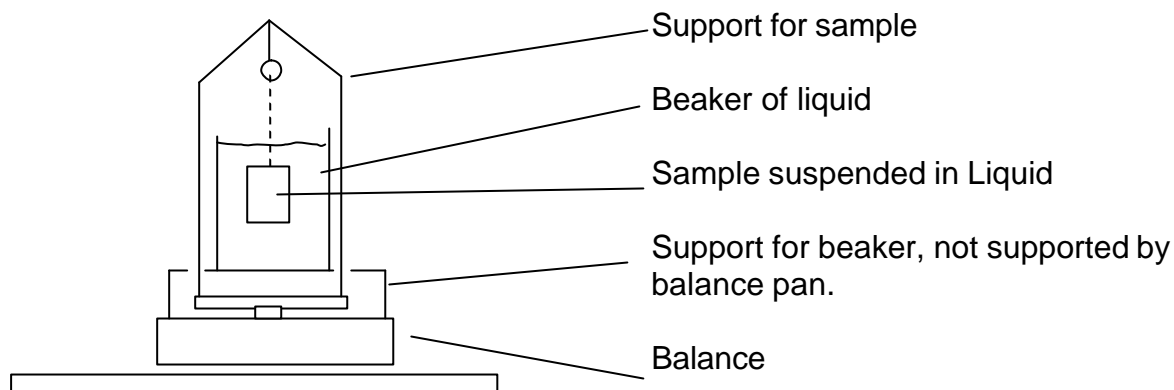 Support for sample
Beaker of liquid
Sample suspended in Liquid
Support for beaker, not supported by
balance pan.
Balance